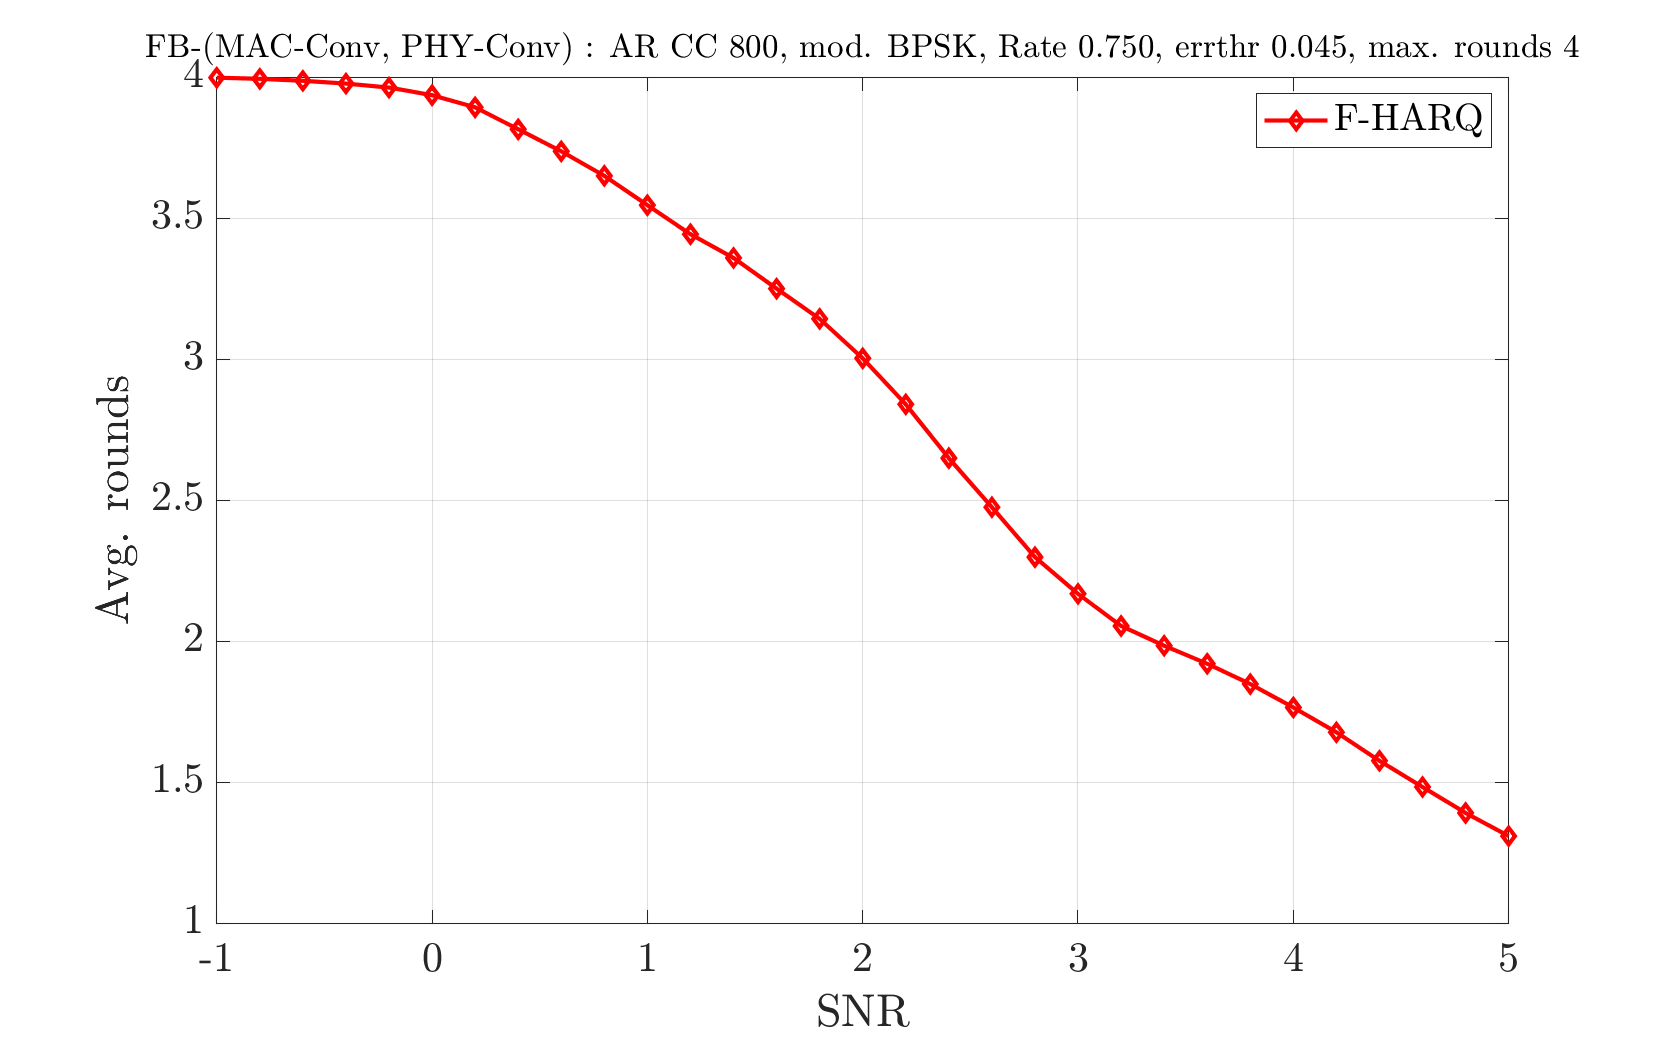 FB-(MAC-Conv, PHY-Conv) : AR CC 800, mod. BPSK, Rate 0.750, errthr 0.045, max. rounds 4
F-HARQ
4
3.5
3
2.5
2
1.5
1
Avg. rounds
-1 0 1 2 3 4 5
SNR